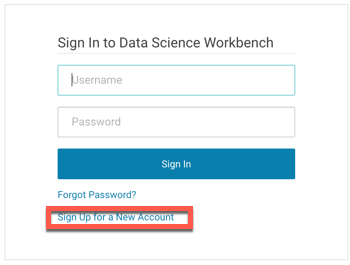 Sign In to Data Science Workbench
Username
Password
Sign In
Forgot Password?
Sign Up for a New Account